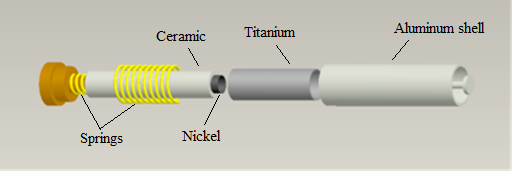 Aluminum shell
Titanium
Ceramic
Springs
Nickel